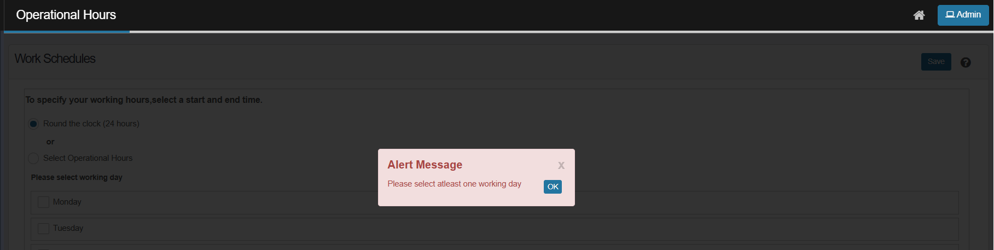 Operational Hours
Admin
Work Schedules
Save
To specify your working hours,select a start and end time.
Round the clock (24 hours)
or
Select Operational Hours
Alert Message
X
Please select atleast one working day
OK
Please select working day
Monday
Tuesday